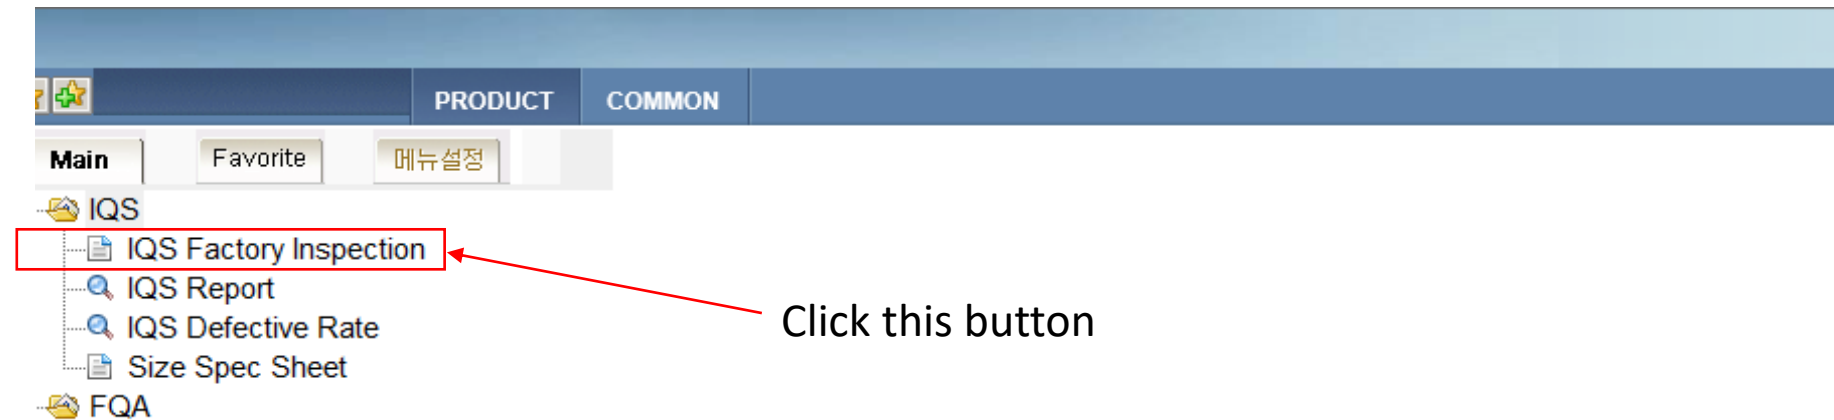 PRODUCT COMMON
Main Favorite 메뉴설정
IQS
IQS Factory Inspection
IQS Report
IQS Defective Rate
Size Spec Sheet
FQA
Click this button